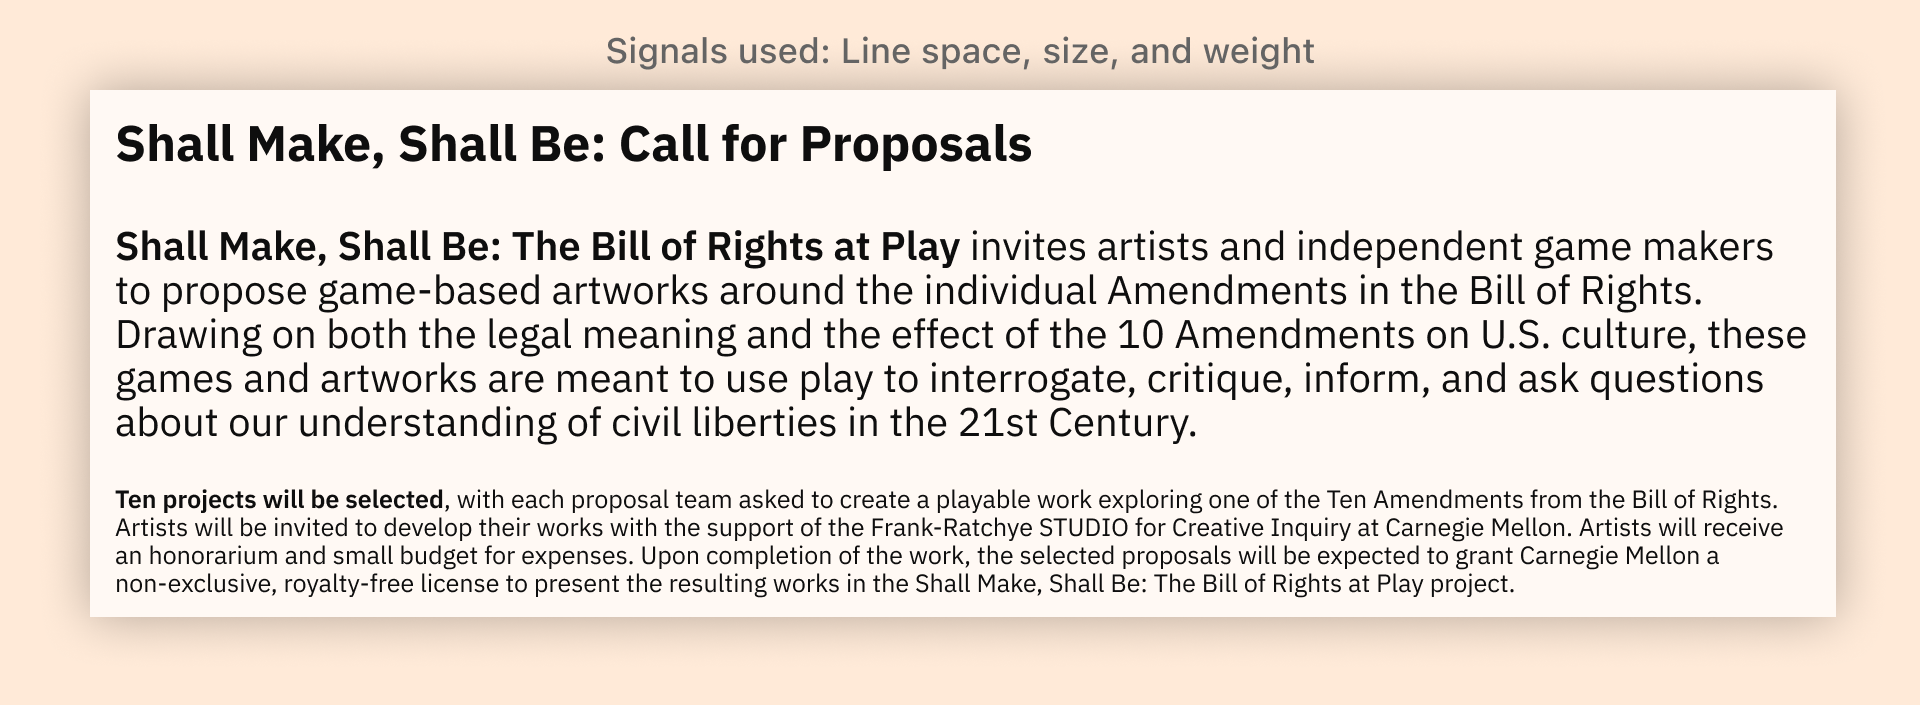 Signals used: Line space, size, and weight
Shall Make, Shall Be: Call for Proposals
Shall Make, Shall Be: The Bill of Rights at Play invites artists and independent game makers
to propose game-based artworks around the individual Amendments in the Bill of Rights.
Drawing on both the legal meaning and the effect of the 10 Amendments on U.S. culture, these
games and artworks are meant to use play to interrogate, critique, inform, and ask questions
about our understanding of civil liberties in the 21st Century.
Ten projects will be selected, with each proposal team asked to create a playable work exploring one of the Ten Amendments from the Bill of Rights.
Artists will be invited to develop their works with the support of the Frank-Ratchye STUDIO for Creative Inquiry at Carnegie Mellon. Artists will receive
an honorarium and small budget for expenses. Upon completion of the work, the selected proposals will be expected to grant Carnegie Mellon a
non-exclusive, royalty-free license to present the resulting works in the Shall Make, Shall Be: The Bill of Rights at Play project.